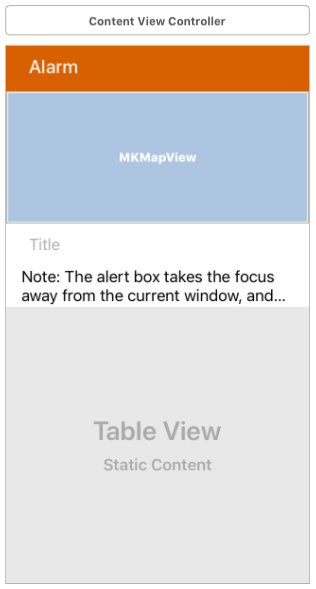 Content View Controller
Alarm
MKMapView
Title
Note: The alert box takes the focus
away from the current window, and...
Table View
Static Content